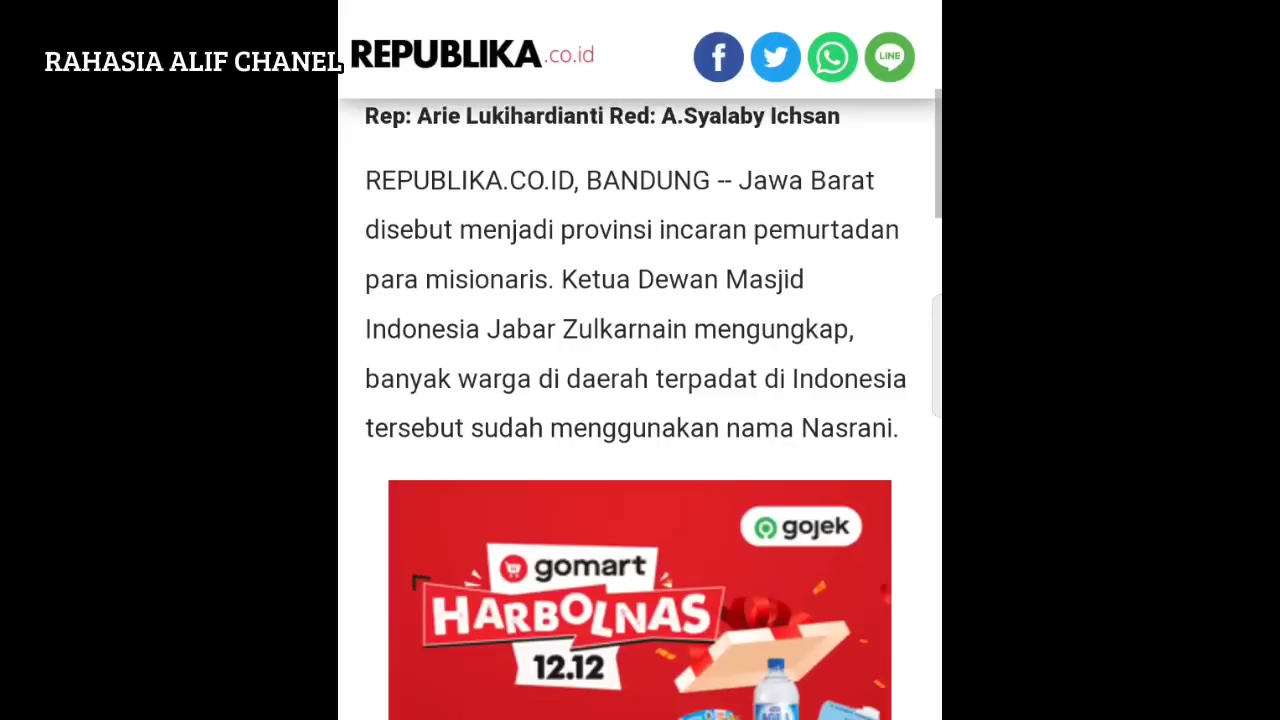 RAHASIA ALIF CHANEL
REPUBLIKA.co.id
f
LINE
Rep: Arie Lukihardianti Red: A.Syalaby Ichsan
REPUBLIKA.CO.ID, BANDUNG -- Jawa Barat
disebut menjadi provinsi incaran pemurtadan
para misionaris. Ketua Dewan Masjid
Indonesia Jabar Zulkarnain mengungkap,
banyak warga di daerah terpadat di Indonesia
tersebut sudah menggunakan nama Nasrani.
gojek
gomart
HARBOLNAS
12.12